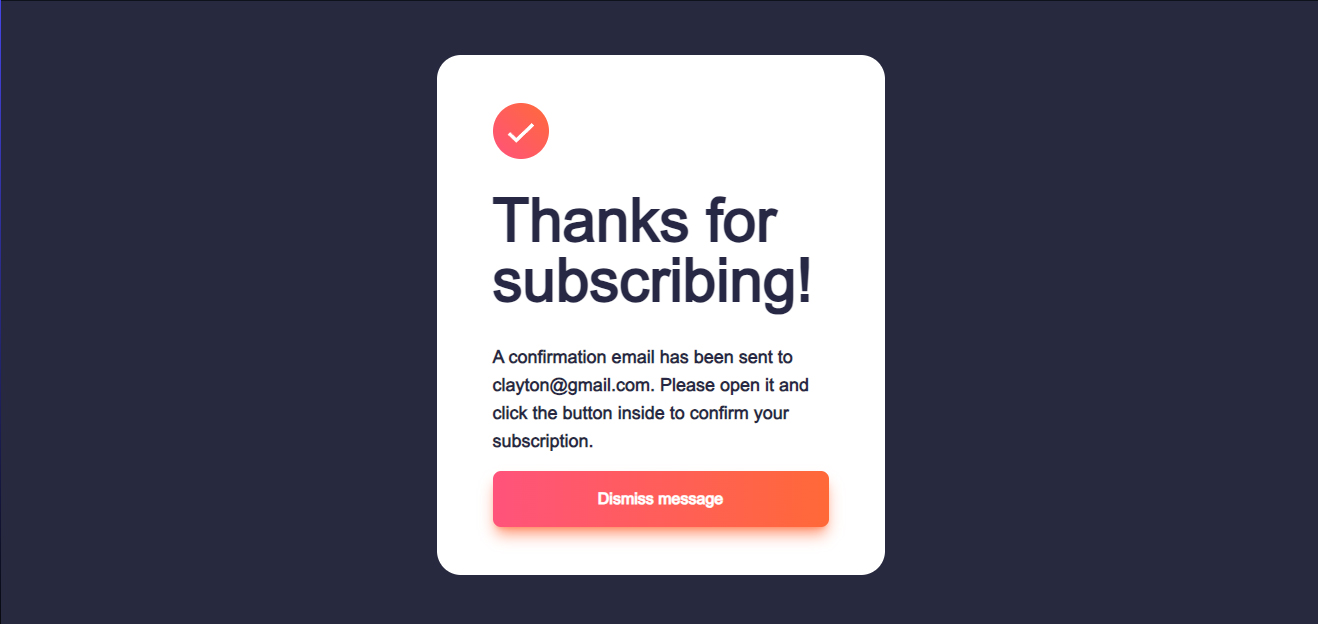 Thanks for
subscribing!
A confirmation email has been sent to
clayton@gmail.com. Please open it and
click the button inside to confirm your
subscription.
Dismiss message